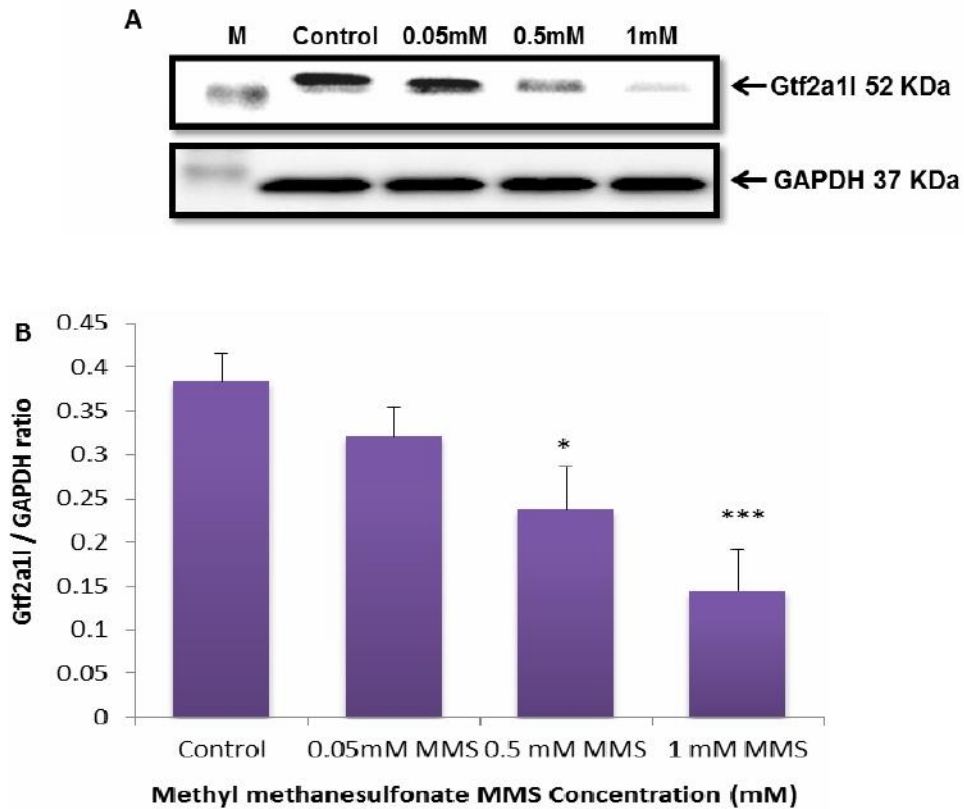 A
M Control 0.05mM 0.5mM 1mM
Gtf2a1l 52 KDa
GAPDH 37 KDa
B
Gtf2a1l / GAPDH ratio
0.45
0.4
0.35
0.3
0.25
0.2
0.15
0.1
0.05
0
*
***
Control 0.05mM MMS 0.5 mM MMS 1 mM MMS
Methyl methanesulfonate MMS Concentration (mM)